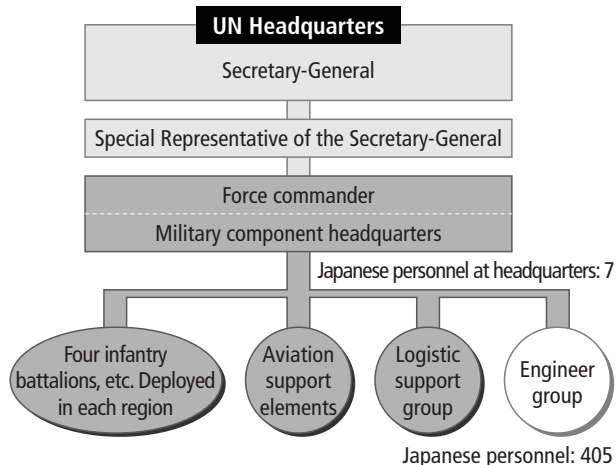 UN Headquarters
Secretary-General
Special Representative of the Secretary-General
Force commander
Military component headquarters
Japanese personnel at headquarters: 7
Four infantry
battalions, etc. Deployed
in each region
Aviation
support
elements
Logistic
support
group
Engineer
group
Japanese personnel: 405